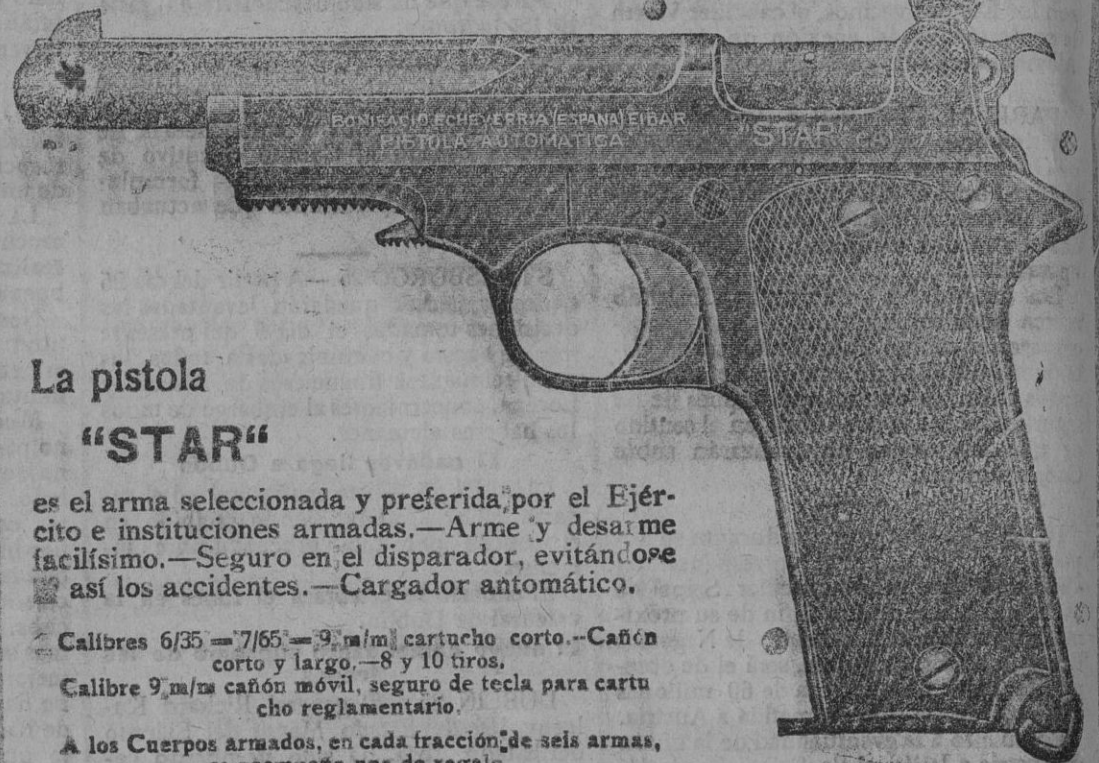 BONIFACIO ECHEVERRIA (ESPAÑA) EIBAR
PISTOLA AUTOMATICA "STAR" CAL
La pistola
"STAR"
es el arma seleccionada y preferida por el Ejér-
cito e instituciones armadas.—Arme y desarme
facilísimo.—Seguro en el disparador, evitándose
así los accidentes.—Cargador automático.
Calibres 6/35 = 7/65 = 9 m/m cartucho corto.--Cañón
corto y largo.—8 y 10 tiros.
Calibre 9 m/m cañón móvil, seguro de tecla para cartu
cho reglamentario.
A los Cuerpos armados, en cada fracción de seis armas,